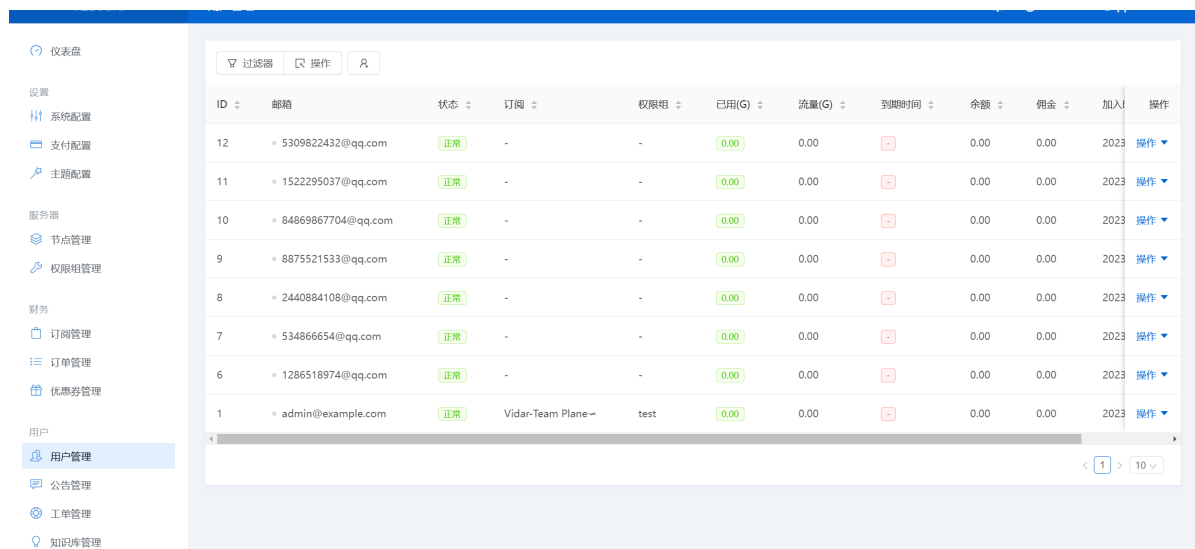 仪表盘
设置
系统配置
支付配置
主题配置
服务器
节点管理
权限组管理
财务
订阅管理
订单管理
优惠券管理
用户
用户管理
公告管理
工单管理
知识库管理
过滤器 操作
ID 邮箱 状态 订阅 权限组 已用(G) 流量(G) 到期时间 余额 佣金 加入 操作
12 5309822432@qq.com 正常 - - 0.00 0.00 - 0.00 0.00 2023 操作
11 1522295037@qq.com 正常 - - 0.00 0.00 - 0.00 0.00 2023 操作
10 84869867704@qq.com 正常 - - 0.00 0.00 - 0.00 0.00 2023 操作
9 8875521533@qq.com 正常 - - 0.00 0.00 - 0.00 0.00 2023 操作
8 2440884108@qq.com 正常 - - 0.00 0.00 - 0.00 0.00 2023 操作
7 534866654@qq.com 正常 - - 0.00 0.00 - 0.00 0.00 2023 操作
6 1286518974@qq.com 正常 - - 0.00 0.00 - 0.00 0.00 2023 操作
1 admin@example.com 正常 Vidar-Team Plane test 0.00 0.00 - 0.00 0.00 2023 操作
< 1 > 10